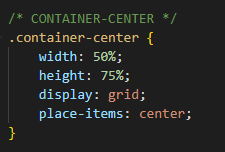 /* CONTAINER-CENTER */
.container-center {
    width: 50%;
    height: 75%;
    display: grid;
    place-items: center;
}